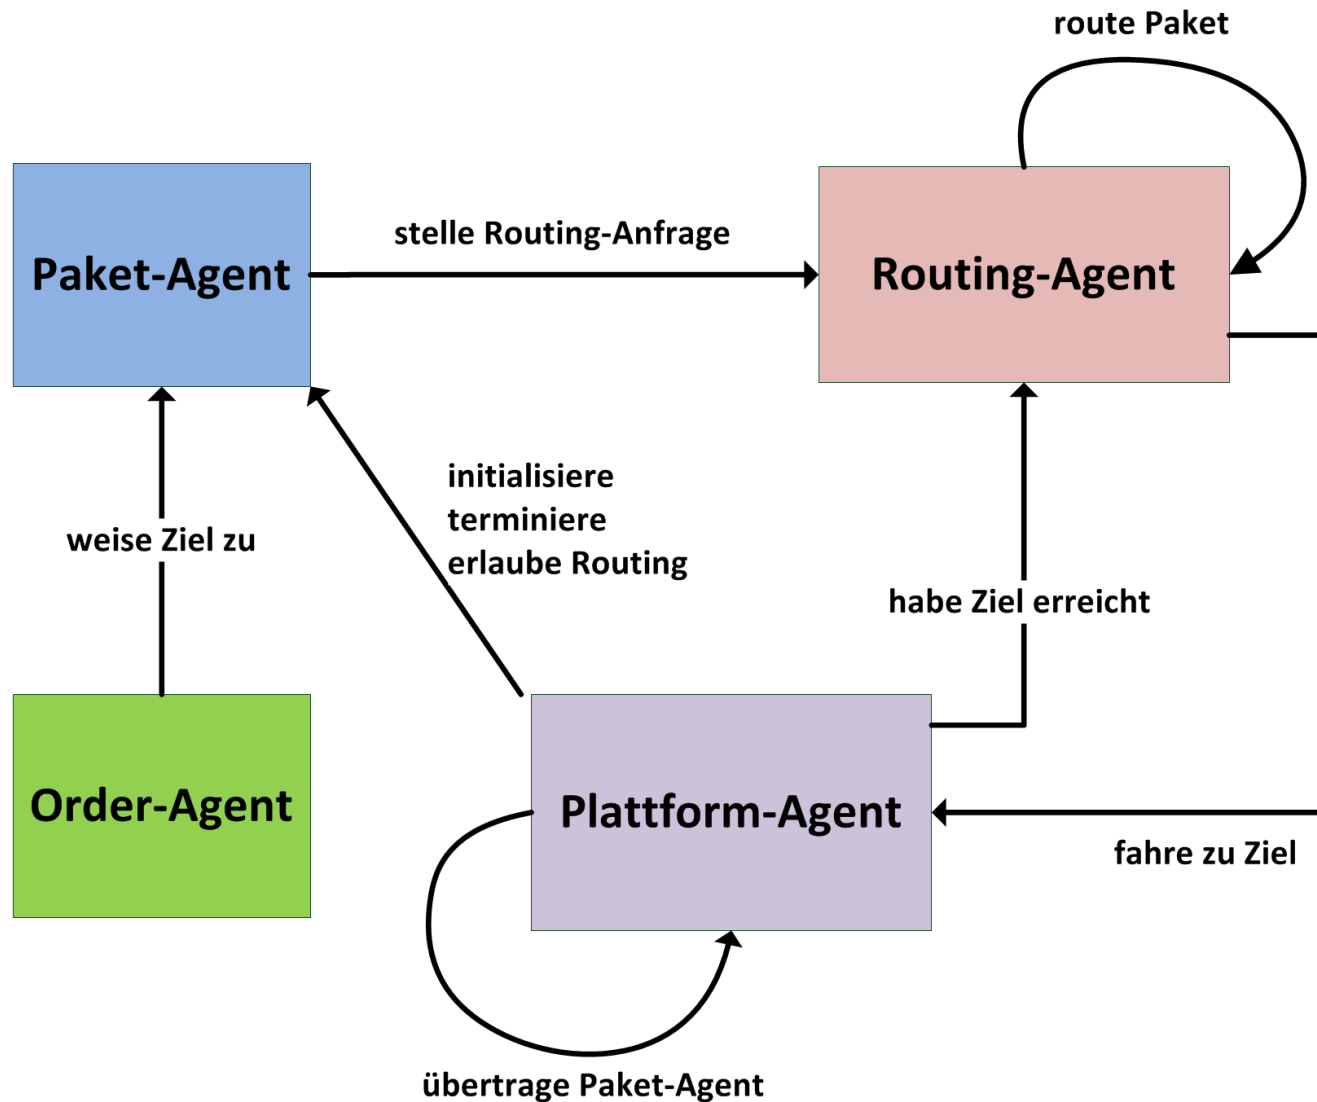 route Paket
stelle Routing-Anfrage
Paket-Agent
Routing-Agent
initialisiere
terminiere
erlaube Routing
weise Ziel zu
habe Ziel erreicht
Order-Agent
Plattform-Agent
fahre zu Ziel
übertrage Paket-Agent